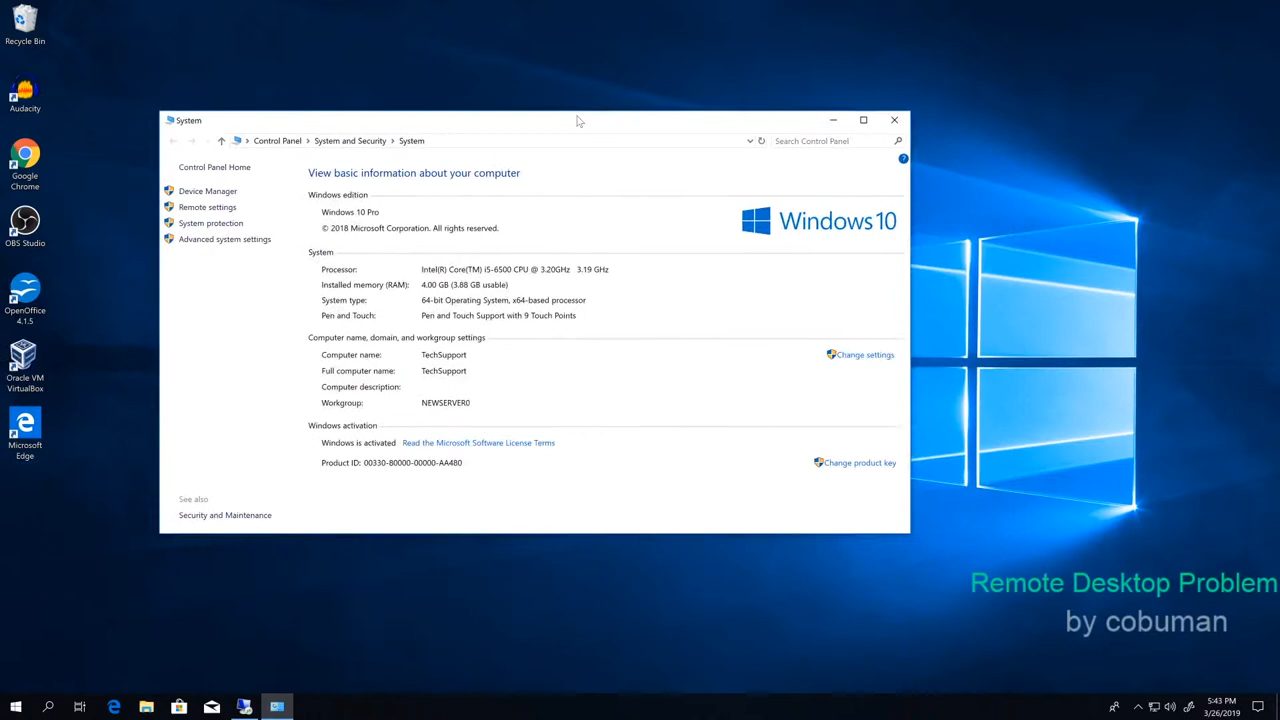 Recycle Bin
Audacity
Google
Chrome
OBS Studio
OpenOffice
4.1.5
Oracle VM
VirtualBox
Microsoft
Edge
System
Control Panel > System and Security > System
Search Control Panel
Control Panel Home
Device Manager
Remote settings
System protection
Advanced system settings
See also
Security and Maintenance
?
View basic information about your computer
Windows edition
Windows 10 Pro
© 2018 Microsoft Corporation. All rights reserved.
Windows 10
System
Processor: Intel(R) Core(TM) i5-6500 CPU @ 3.20GHz 3.19 GHz
Installed memory (RAM): 4.00 GB (3.88 GB usable)
System type: 64-bit Operating System, x64-based processor
Pen and Touch: Pen and Touch Support with 9 Touch Points
Computer name, domain, and workgroup settings
Computer name: TechSupport
Change settings
Full computer name: TechSupport
Computer description:
Workgroup: NEWSERVER0
Windows activation
Windows is activated Read the Microsoft Software License Terms
Product ID: 00330-80000-00000-AA480
Change product key
Remote Desktop Problem
by cobuman
5:43 PM
3/26/2019